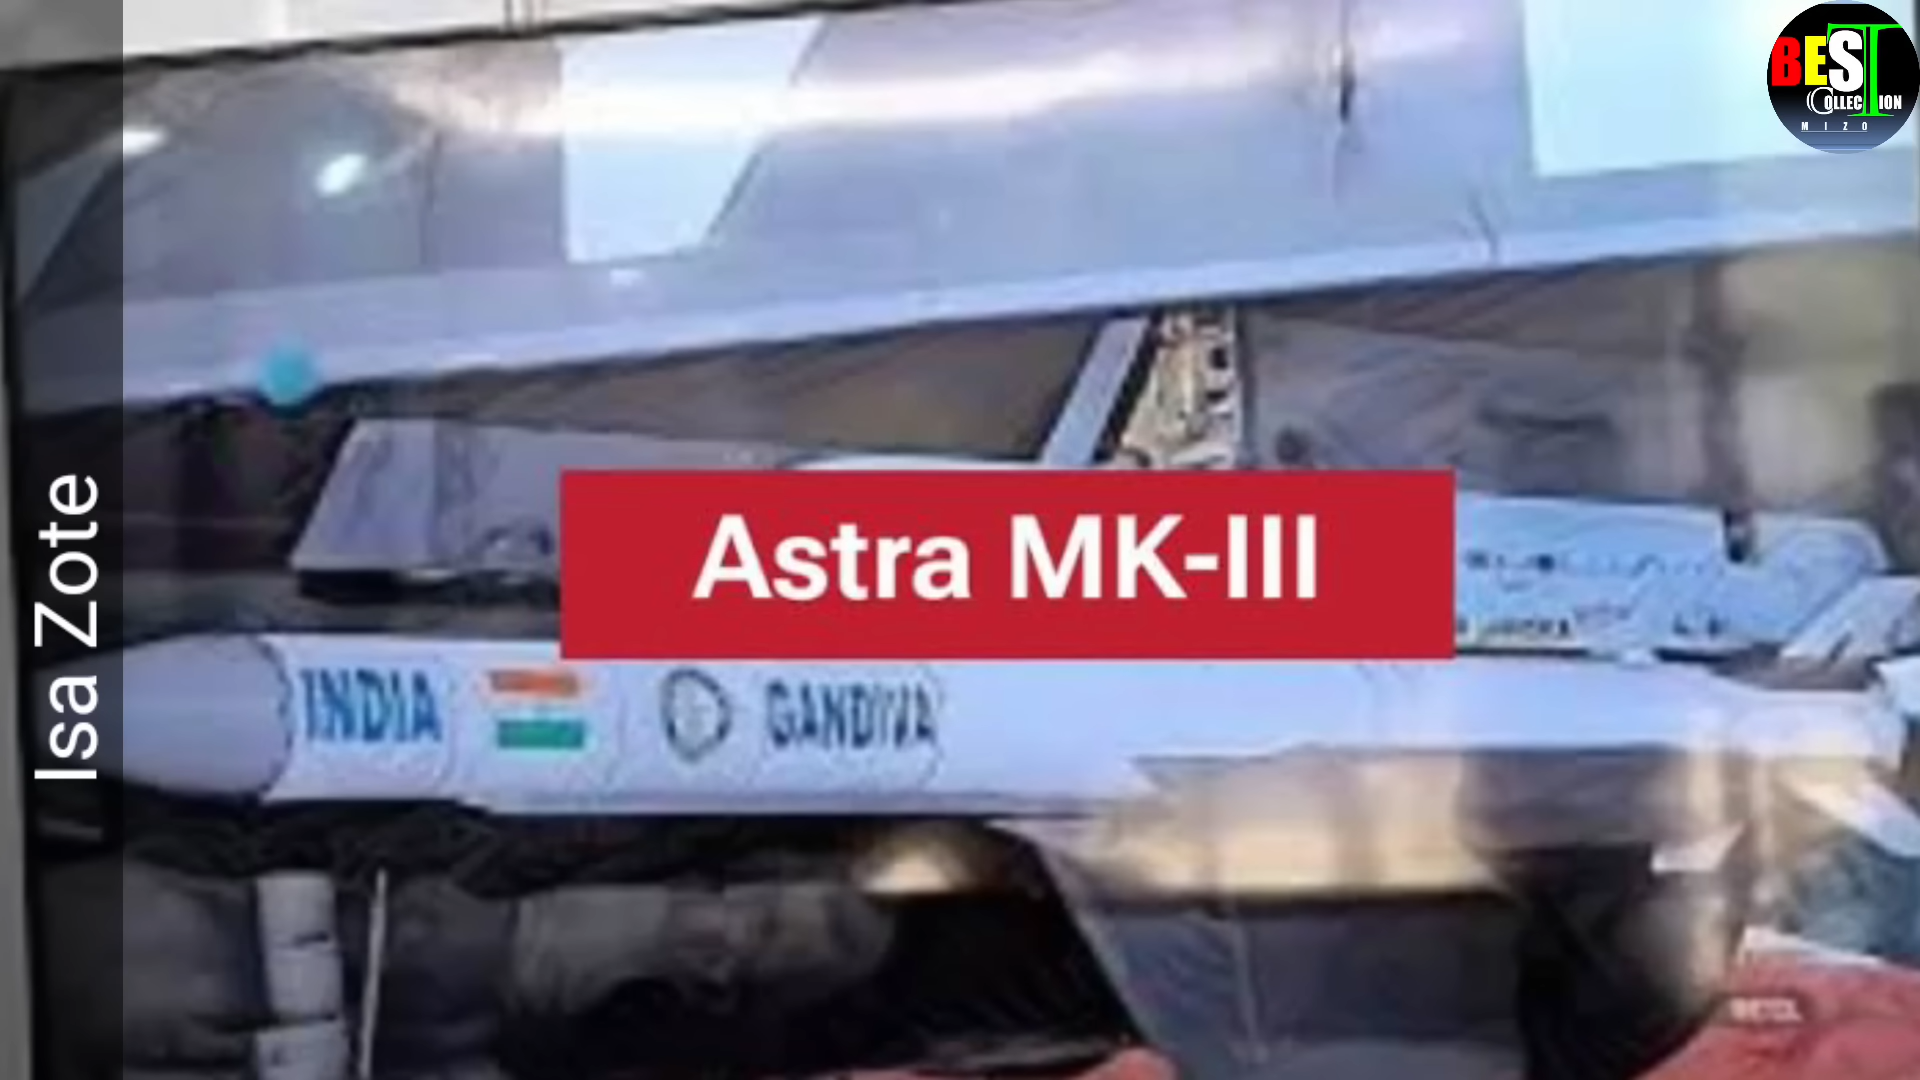 BEST
COLLECTION
MIZO
Isa Zote
Astra MK-III
INDIA
GANDIVA